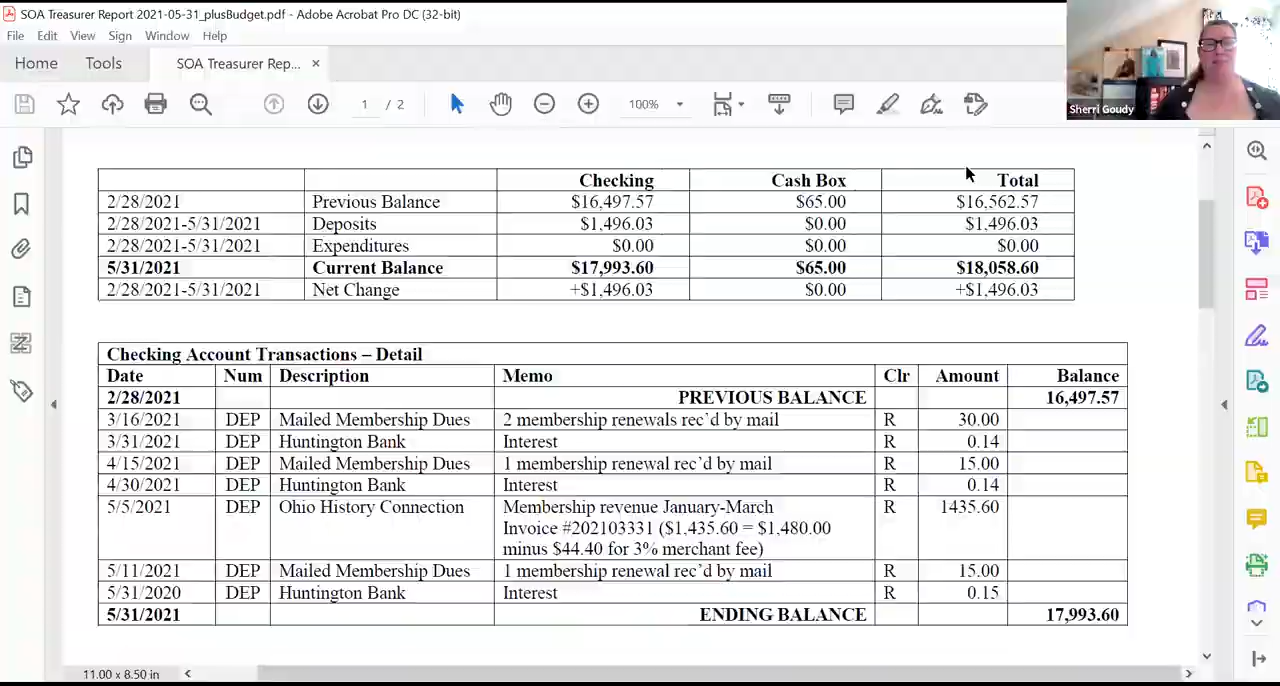 SOA Treasurer Report 2021-05-31_plusBudget.pdf - Adobe Acrobat Pro DC (32-bit)
File Edit View Sign Window Help
Home Tools SOA Treasurer Rep... ×
1 / 2 100%
Sherri Goudy
Checking Cash Box Total
2/28/2021 Previous Balance $16,497.57 $65.00 $16,562.57
2/28/2021-5/31/2021 Deposits $1,496.03 $0.00 $1,496.03
2/28/2021-5/31/2021 Expenditures $0.00 $0.00 $0.00
5/31/2021 Current Balance $17,993.60 $65.00 $18,058.60
2/28/2021-5/31/2021 Net Change +$1,496.03 $0.00 +$1,496.03
Checking Account Transactions – Detail
Date Num Description Memo Clr Amount Balance
2/28/2021 PREVIOUS BALANCE 16,497.57
3/16/2021 DEP Mailed Membership Dues 2 membership renewals rec’d by mail R 30.00
3/31/2021 DEP Huntington Bank Interest R 0.14
4/15/2021 DEP Mailed Membership Dues 1 membership renewal rec’d by mail R 15.00
4/30/2021 DEP Huntington Bank Interest R 0.14
5/5/2021 DEP Ohio History Connection Membership revenue January-March R 1435.60
Invoice #202103331 ($1,435.60 = $1,480.00
minus $44.40 for 3% merchant fee)
5/11/2021 DEP Mailed Membership Dues 1 membership renewal rec’d by mail R 15.00
5/31/2020 DEP Huntington Bank Interest R 0.15
5/31/2021 ENDING BALANCE 17,993.60
11.00 x 8.50 in